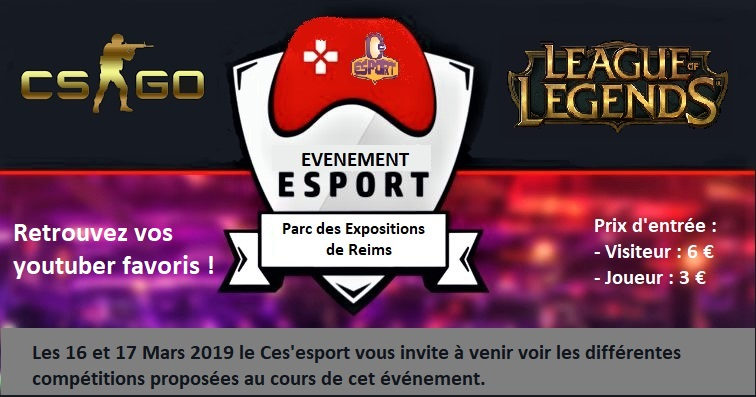 CS GO
ESPORT
LEAGUE OF
LEGENDS
EVENEMENT
ESPORT
Parc des Expositions
de Reims
Retrouvez vos
youtuber favoris !
Prix d'entrée :
- Visiteur : 6 €
- Joueur : 3 €
Les 16 et 17 Mars 2019 le Ces'esport vous invite à venir voir les différentes
compétitions proposées au cours de cet événement.